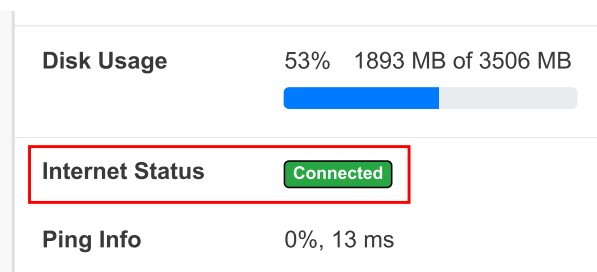 Disk Usage 53% 1893 MB of 3506 MB
Internet Status Connected
Ping Info 0%, 13 ms